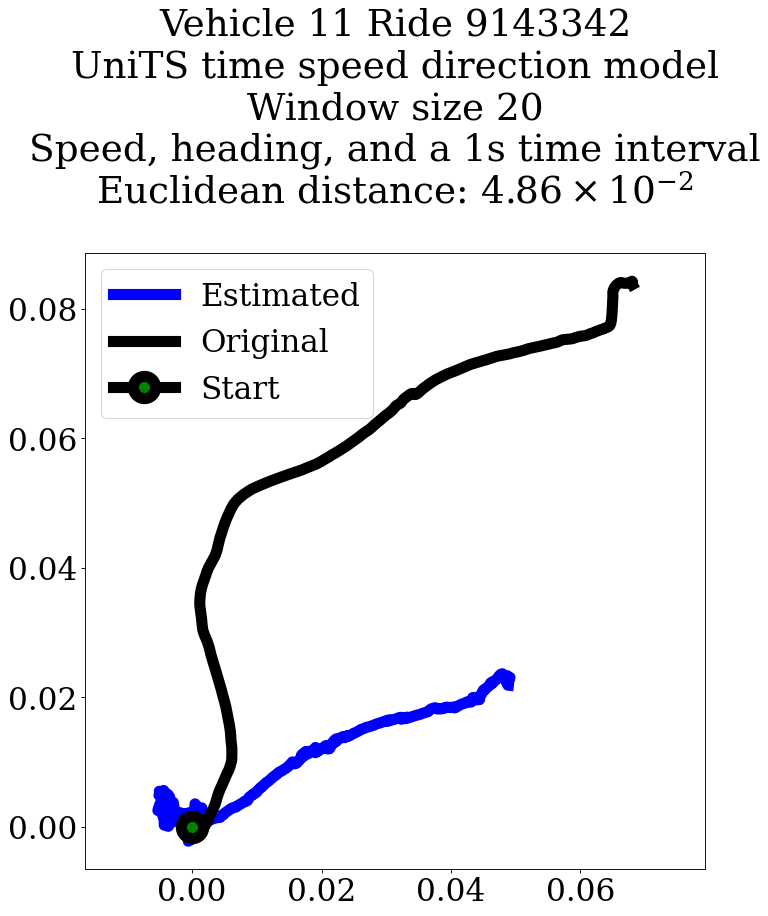 Vehicle 11 Ride 9143342
UniTS time speed direction model
Window size 20
Speed, heading, and a 1s time interval
Euclidean distance: 4.86 × 10⁻²
Estimated
Original
Start
0.08
0.06
0.04
0.02
0.00
0.00 0.02 0.04 0.06